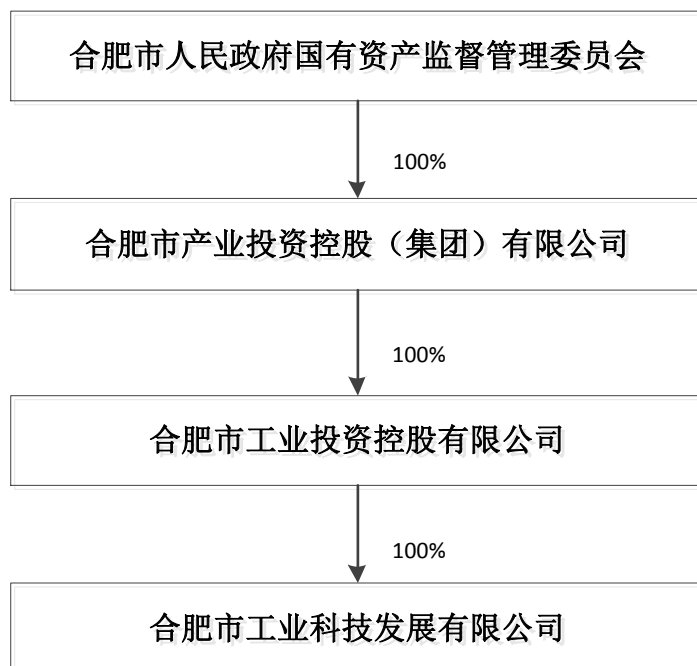 合肥市人民政府国有资产监督管理委员会
100%
合肥市产业投资控股（集团）有限公司
100%
合肥市工业投资控股有限公司
100%
合肥市工业科技发展有限公司